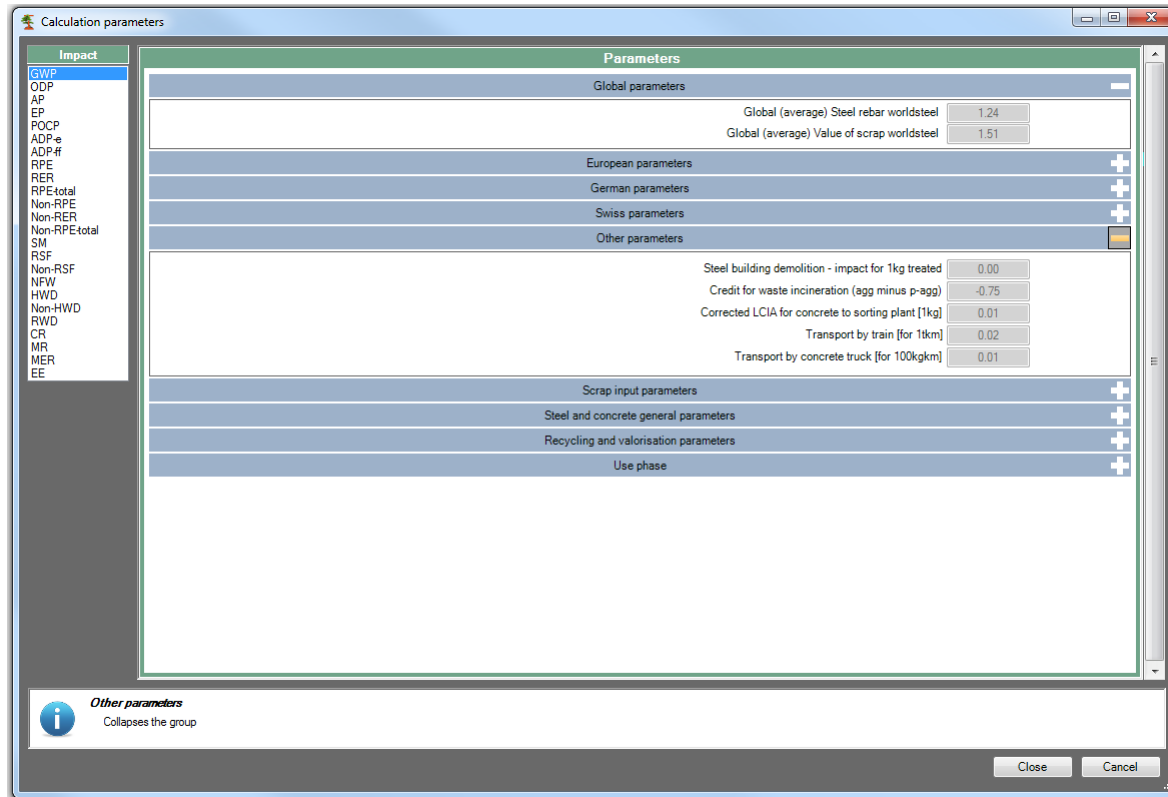 Calculation parameters
Impact
GWP
ODP
AP
EP
POCP
ADP-e
ADP-ff
RPE
RER
RPE-total
Non-RPE
Non-RER
Non-RPE-total
SM
RSF
Non-RSF
NFW
HWD
Non-HWD
RWD
CR
MR
MER
EE
Parameters
Global parameters
Global (average) Steel rebar worldsteel 1.24
Global (average) Value of scrap worldsteel 1.51
European parameters
German parameters
Swiss parameters
Other parameters
Steel building demolition - impact for 1kg treated 0.00
Credit for waste incineration (agg minus p-agg) -0.75
Corrected LCIA for concrete to sorting plant [1kg] 0.01
Transport by train [for 1tkm] 0.02
Transport by concrete truck [for 100kgkm] 0.01
Scrap input parameters
Steel and concrete general parameters
Recycling and valorisation parameters
Use phase
Other parameters
Collapses the group
Close Cancel